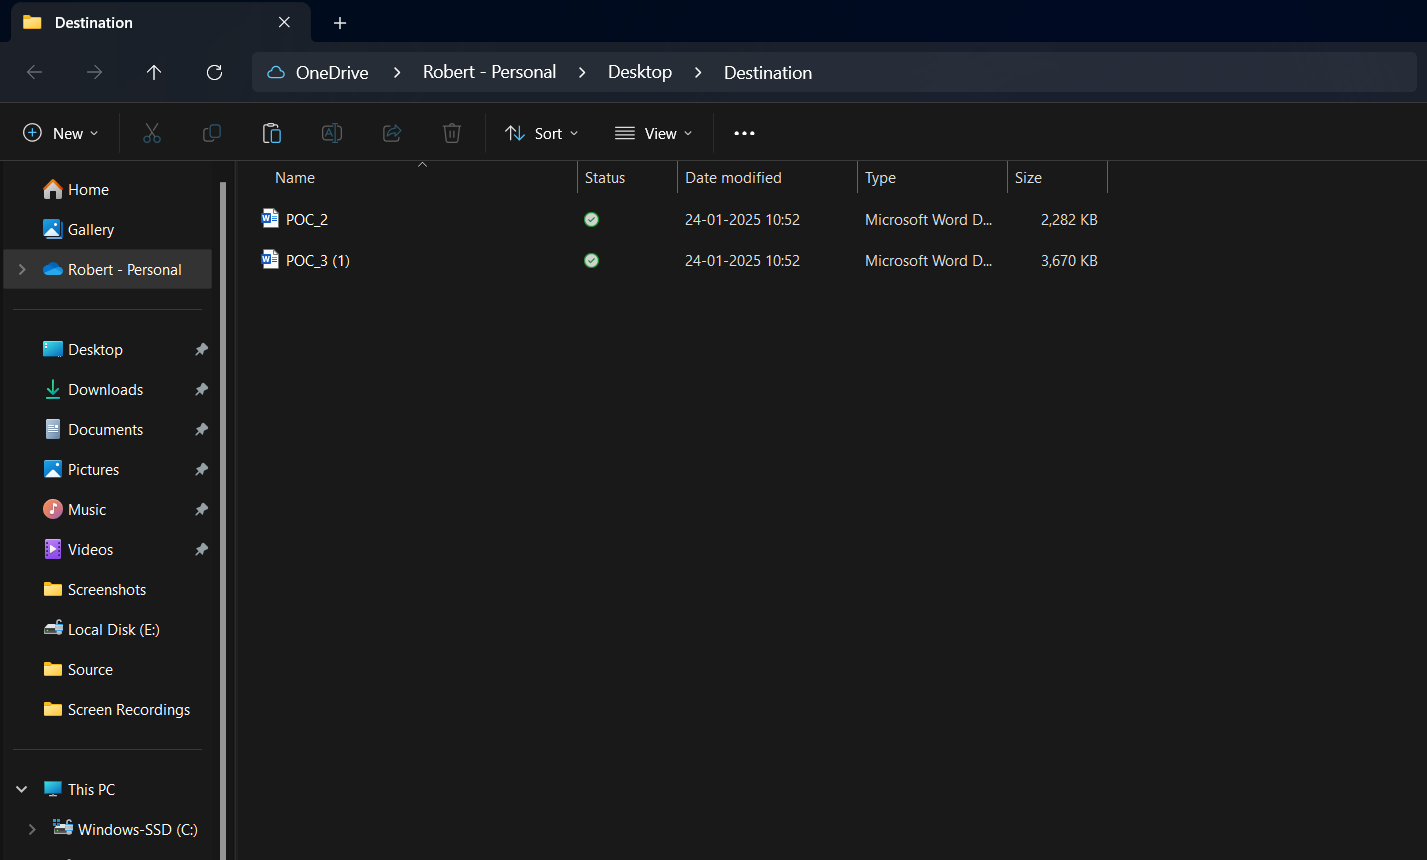 Destination
OneDrive > Robert - Personal > Desktop > Destination
New Sort View
Name Status Date modified Type Size
POC_2 24-01-2025 10:52 Microsoft Word D... 2,282 KB
POC_3 (1) 24-01-2025 10:52 Microsoft Word D... 3,670 KB
Home
Gallery
Robert - Personal
Desktop
Downloads
Documents
Pictures
Music
Videos
Screenshots
Local Disk (E:)
Source
Screen Recordings
This PC
Windows-SSD (C:)